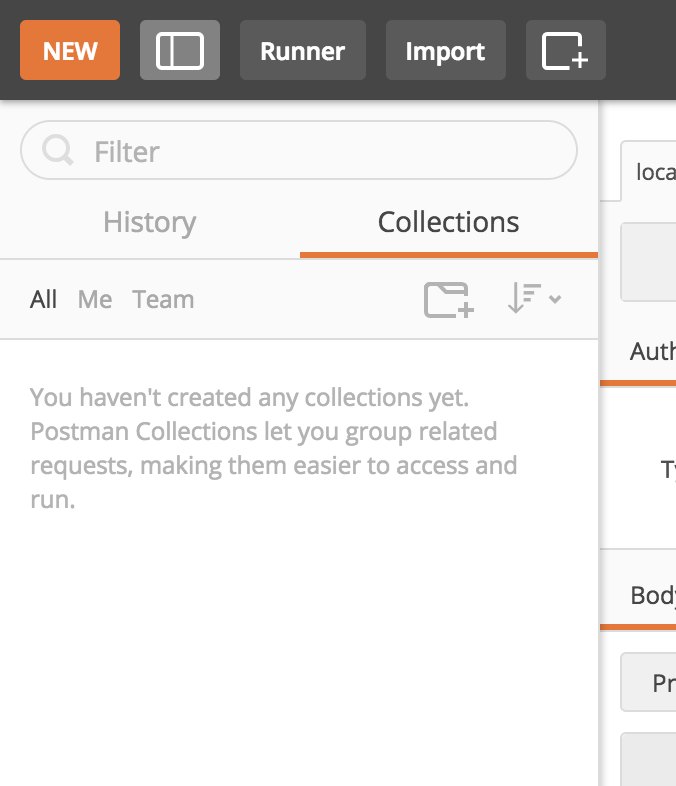 NEW Runner Import
Filter
History Collections
All Me Team
You haven't created any collections yet.
Postman Collections let you group related
requests, making them easier to access and
run.
loca
Auth
Ty
Body
Pr